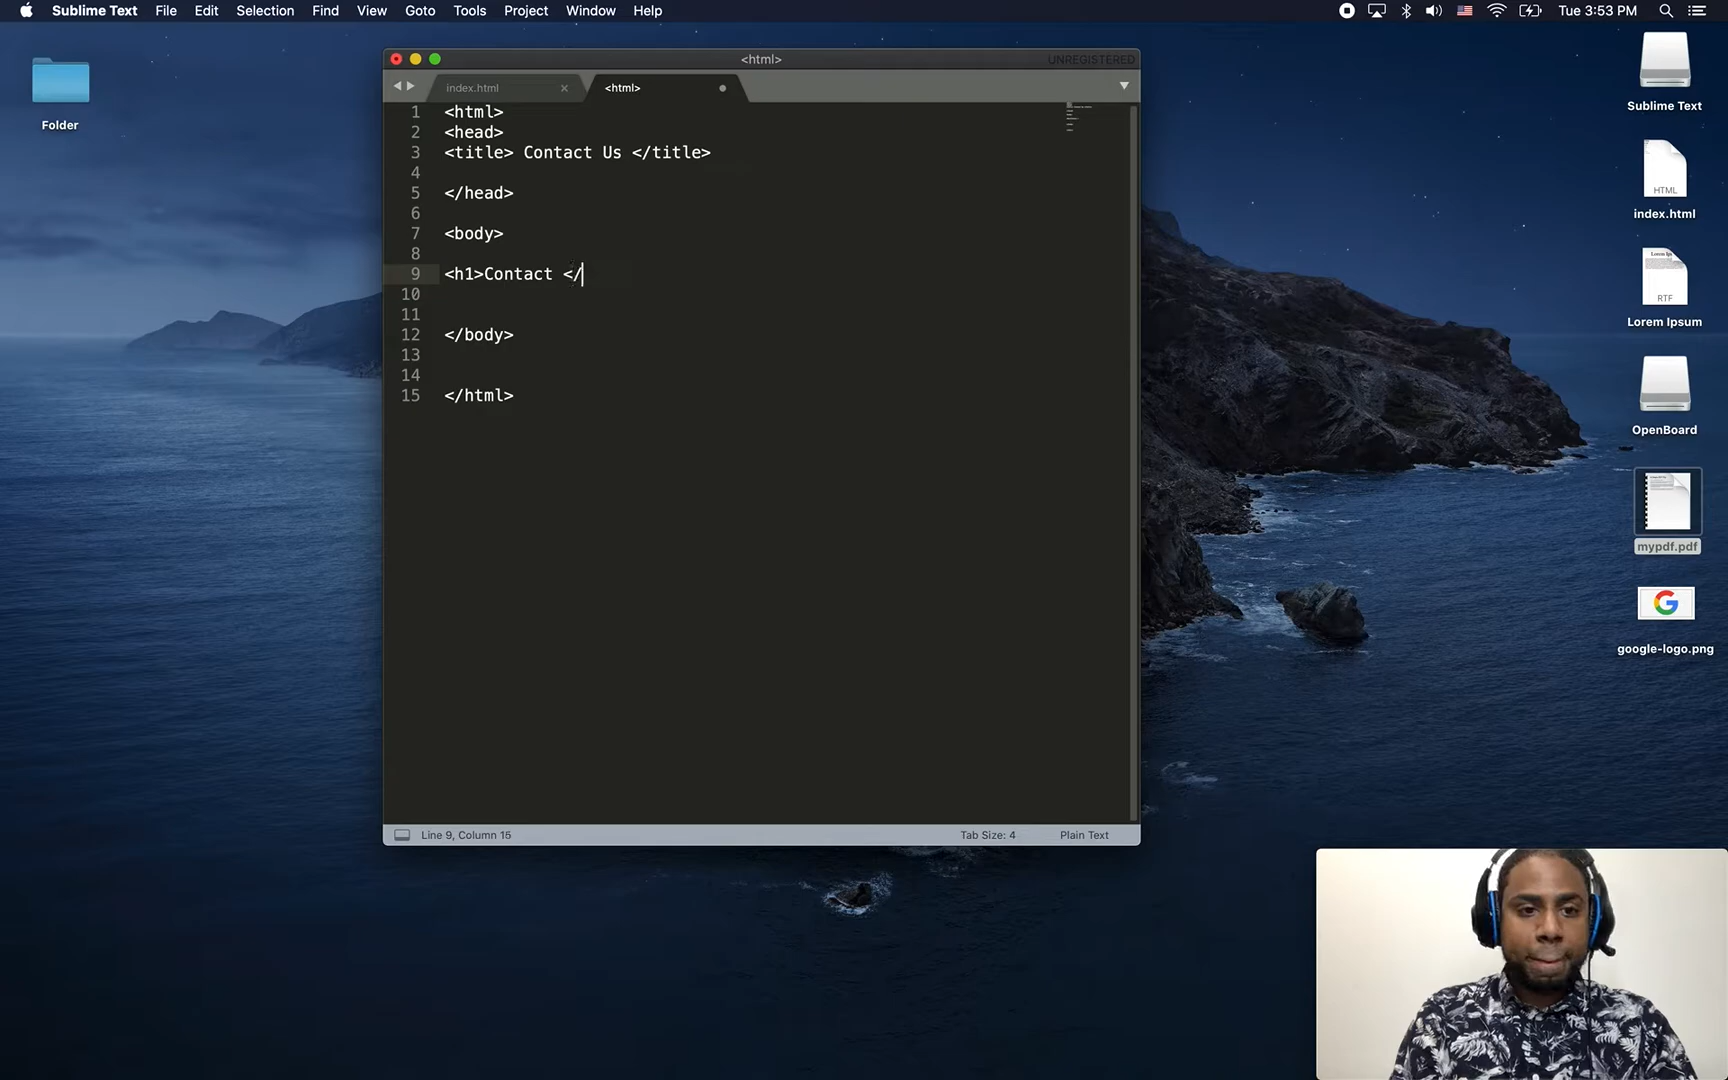 Sublime Text File Edit Selection Find View Goto Tools Project Window Help Tue 3:53 PM
<html> UNREGISTERED
index.html × <html>
1 <html>
2 <head>
3 <title> Contact Us </title>
4
5 </head>
6
7 <body>
8
9 <h1>Contact </
10
11
12 </body>
13
14
15 </html>
Line 9, Column 15 Tab Size: 4 Plain Text
Folder
Sublime Text
HTML
index.html
RTF
Lorem Ipsum
OpenBoard
mypdf.pdf
G
google-logo.png